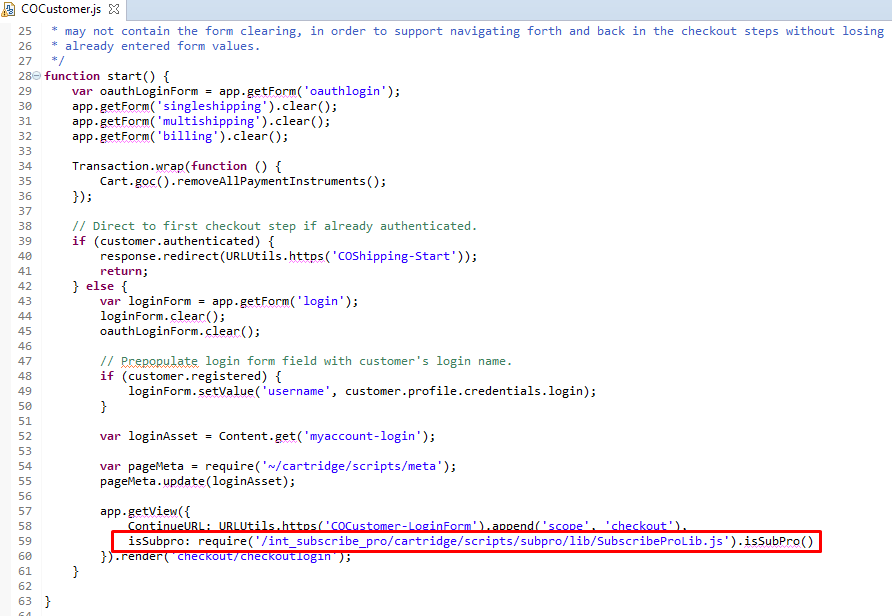 COCustomer.js
25 * may not contain the form clearing, in order to support navigating forth and back in the checkout steps without losing
26 * already entered form values.
27 */
28 function start() {
29 var oauthLoginForm = app.getForm('oauthlogin');
30 app.getForm('singleshipping').clear();
31 app.getForm('multishipping').clear();
32 app.getForm('billing').clear();
33
34 Transaction.wrap(function () {
35 Cart.goc().removeAllPaymentInstruments();
36 });
37
38 // Direct to first checkout step if already authenticated.
39 if (customer.authenticated) {
40 response.redirect(URLUtils.https('COShipping-Start'));
41 return;
42 } else {
43 var loginForm = app.getForm('login');
44 loginForm.clear();
45 oauthLoginForm.clear();
46
47 // Prepopulate login form field with customer's login name.
48 if (customer.registered) {
49 loginForm.setValue('username', customer.profile.credentials.login);
50 }
51
52 var loginAsset = Content.get('myaccount-login');
53
54 var pageMeta = require('~/cartridge/scripts/meta');
55 pageMeta.update(loginAsset);
56
57 app.getView({
58 ContinueURL: URLUtils.https('COCustomer-LoginForm').append('scope', 'checkout'),
59 isSubpro: require('/int_subscribe_pro/cartridge/scripts/subpro/lib/SubscribeProLib.js').isSubPro()
60 }).render('checkout/checkoutlogin');
61 }
62
63 }
64